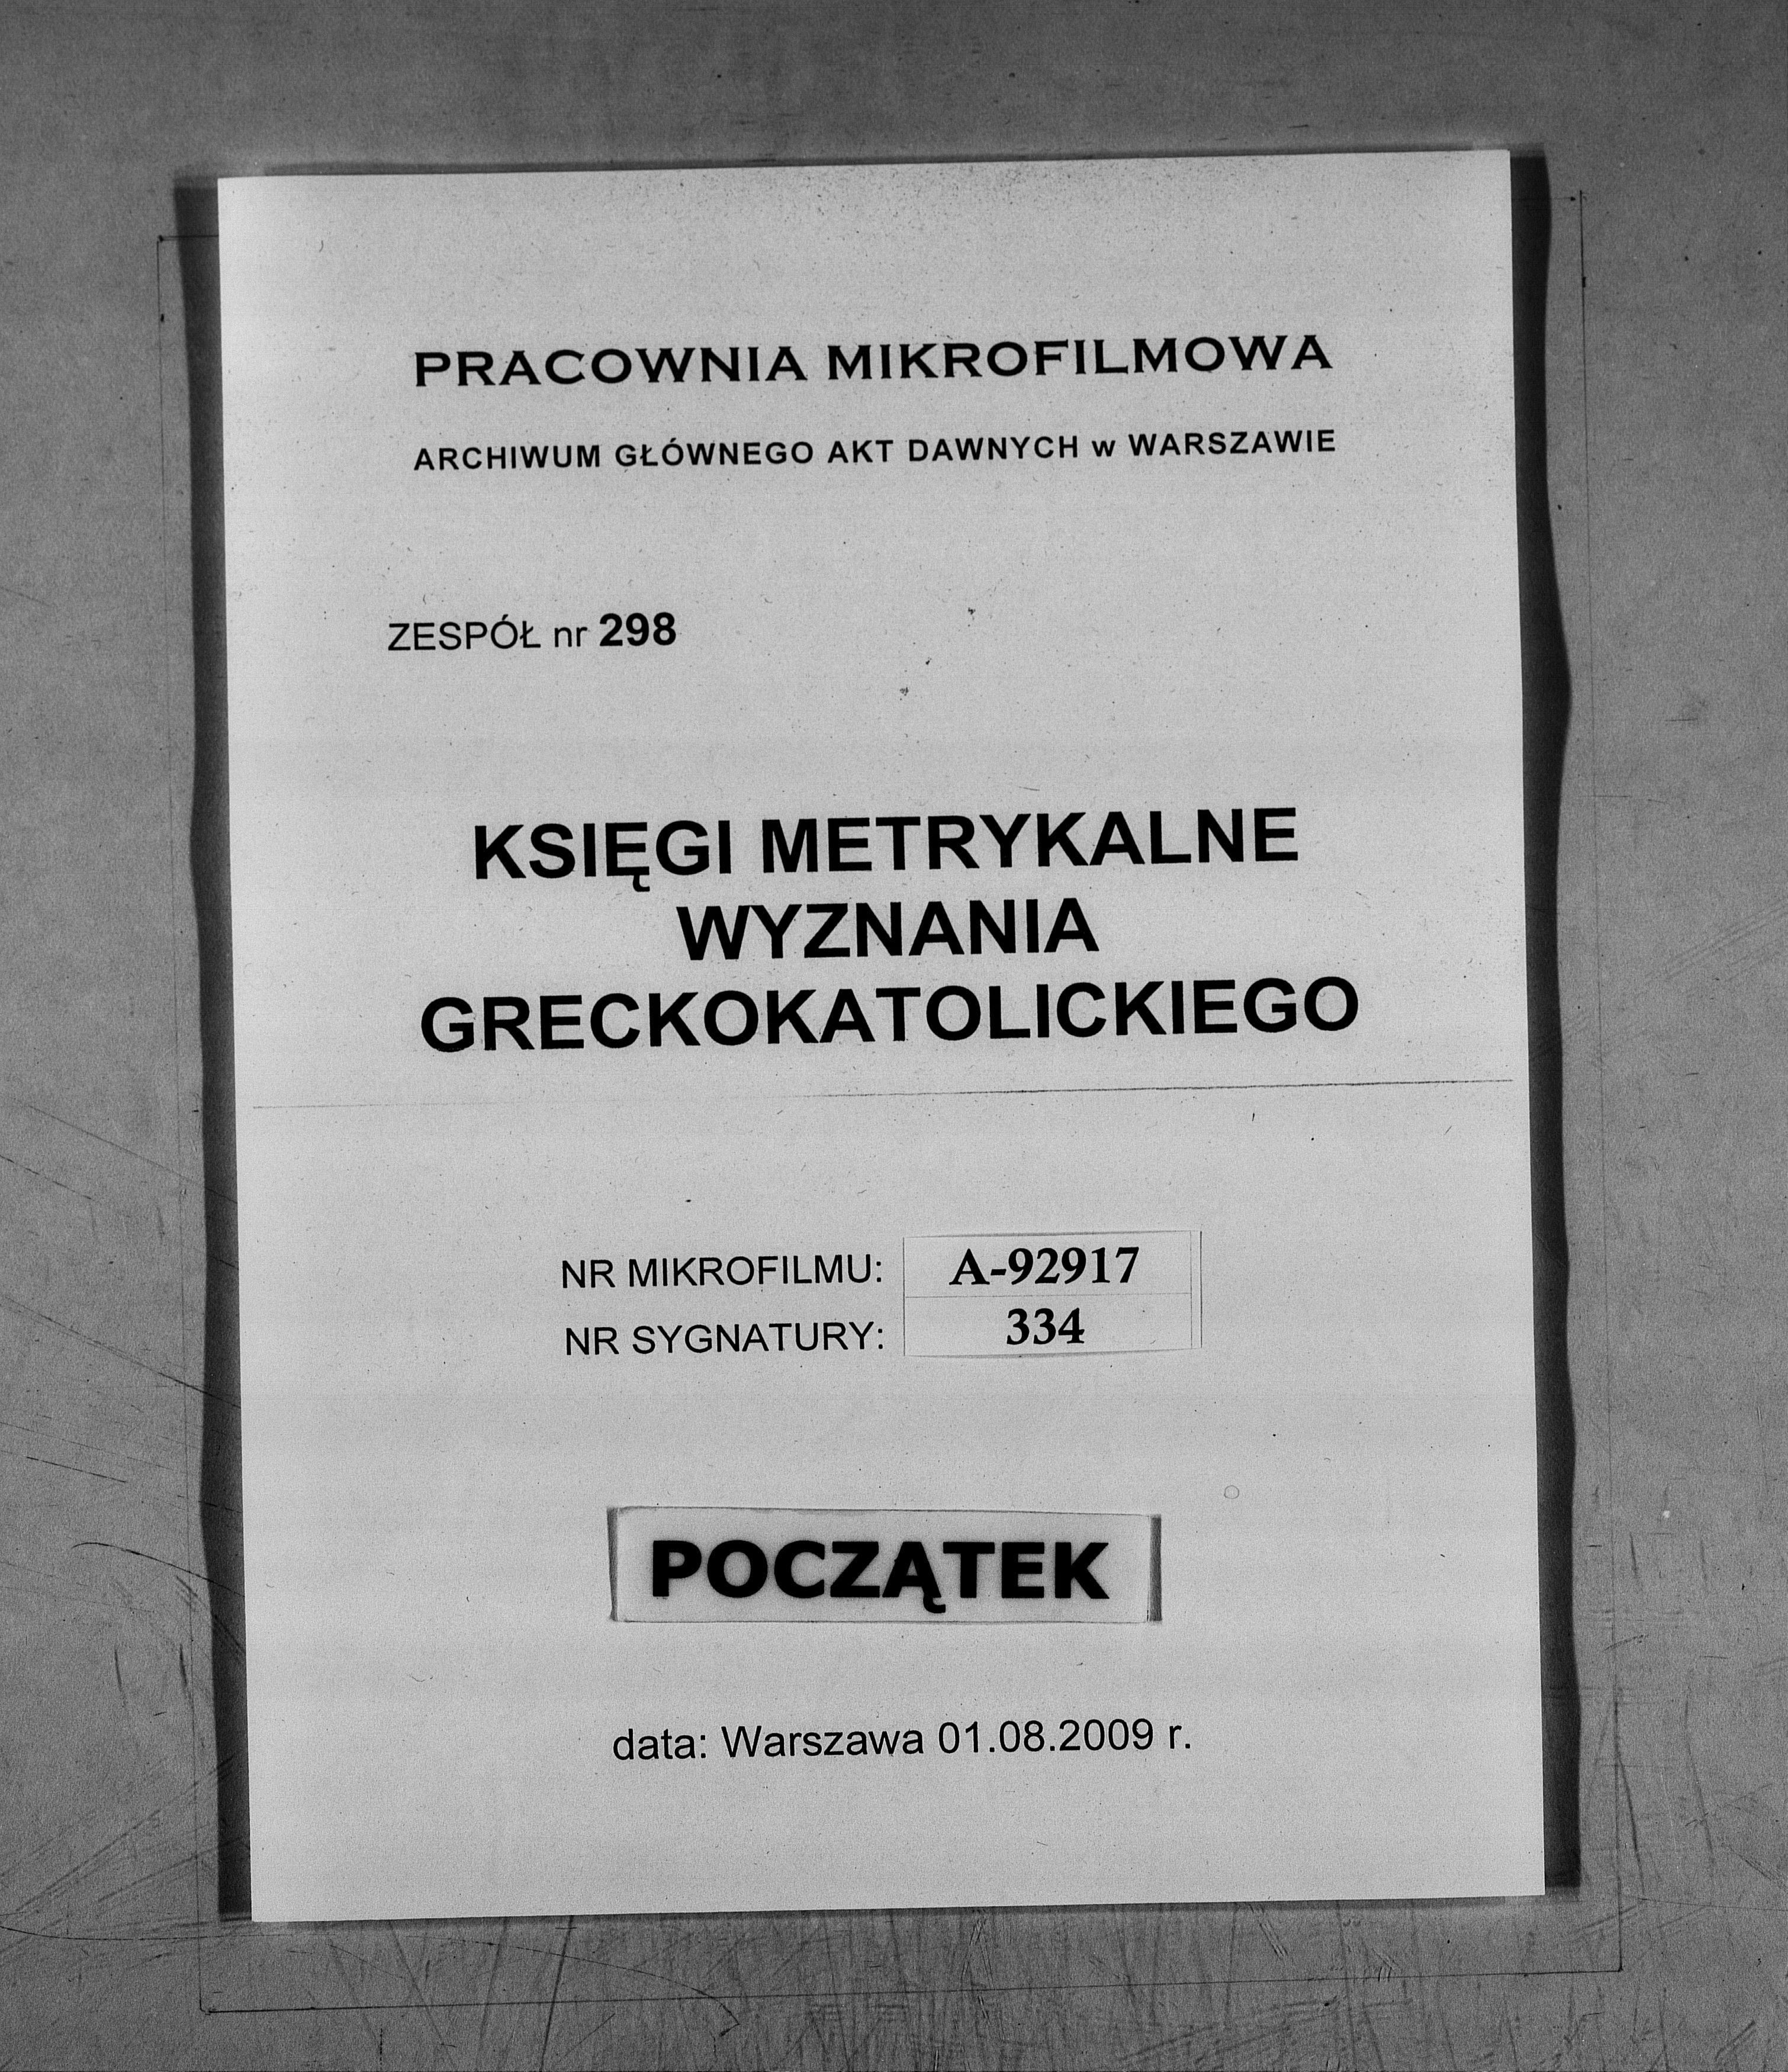 PRACOWNIA MIKROFILMOWA
ARCHIWUM GŁÓWNEGO AKT DAWNYCH w WARSZAWIE
ZESPÓŁ nr 298
KSIĘGI METRYKALNE
WYZNANIA
GRECKOKATOLICKIEGO
NR MIKROFILMU: A-92917
NR SYGNATURY: 334
POCZĄTEK
data: Warszawa 01.08.2009 r.